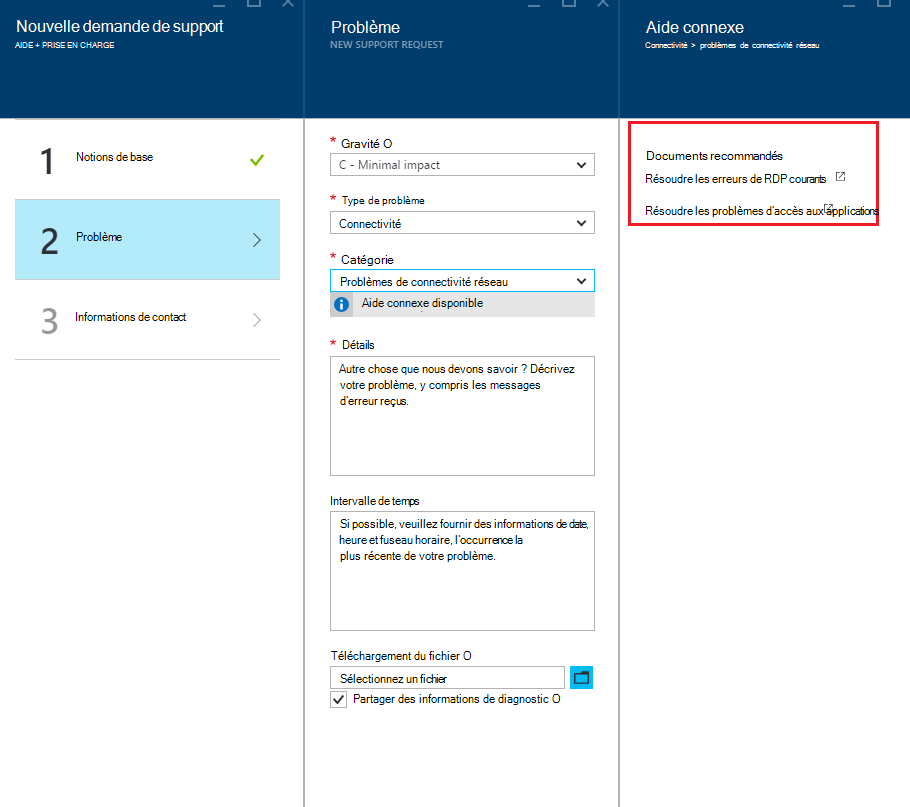 Nouvelle demande de support
AIDE + PRISE EN CHARGE
1
Notions de base
2
Problème
3
Informations de contact
Problème
NEW SUPPORT REQUEST
* Gravité O
C - Minimal impact
* Type de problème
Connectivité
* Catégorie
Problèmes de connectivité réseau
Aide connexe disponible
* Détails
Autre chose que nous devons savoir ? Décrivez
votre problème, y compris les messages
d'erreur reçus.
Intervalle de temps
Si possible, veuillez fournir des informations de date,
heure et fuseau horaire, l'occurrence la
plus récente de votre problème.
Téléchargement du fichier O
Sélectionnez un fichier
Partager des informations de diagnostic O
Aide connexe
Connectivité > problèmes de connectivité réseau
Documents recommandés
Résoudre les erreurs de RDP courants
Résoudre les problèmes d'accès aux applications